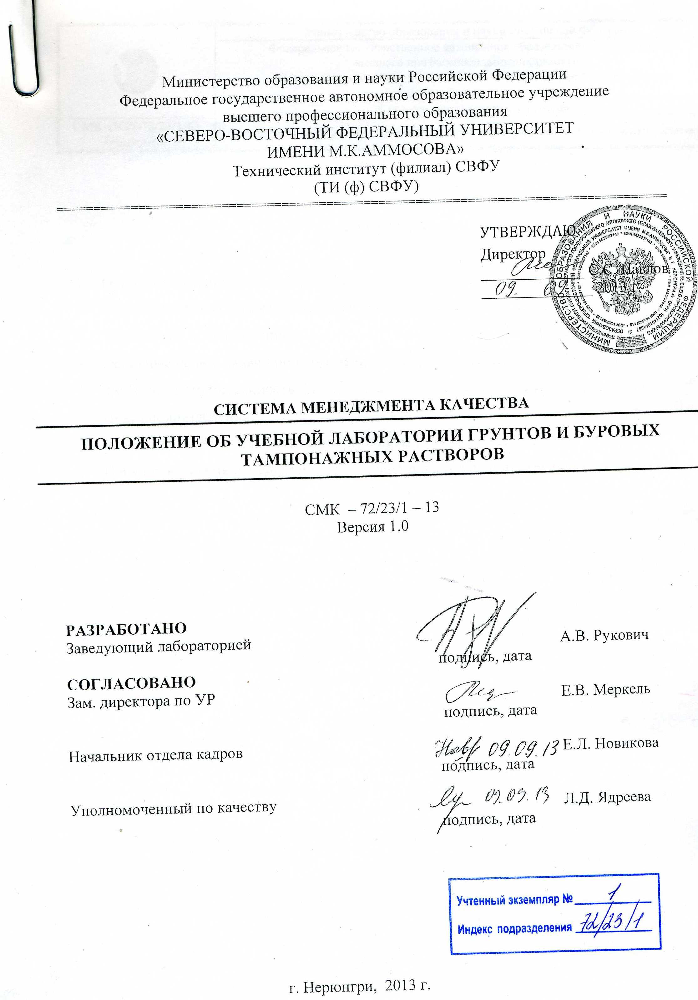 Министерство образования и науки Российской Федерации
Федеральное государственное автономное образовательное учреждение
высшего профессионального образования
«СЕВЕРО-ВОСТОЧНЫЙ ФЕДЕРАЛЬНЫЙ УНИВЕРСИТЕТ
ИМЕНИ М.К.АММОСОВА»
Технический институт (филиал) СВФУ
(ТИ (ф) СВФУ)
УТВЕРЖДАЮ
Директор
С.С. Павлов
09. 09 2013 г.
МИНИСТЕРСТВО ОБРАЗОВАНИЯ И НАУКИ РОССИЙСКОЙ ФЕДЕРАЦИИ
СИСТЕМА МЕНЕДЖМЕНТА КАЧЕСТВА
ПОЛОЖЕНИЕ ОБ УЧЕБНОЙ ЛАБОРАТОРИИ ГРУНТОВ И БУРОВЫХ
ТАМПОНАЖНЫХ РАСТВОРОВ
СМК – 72/23/1 – 13
Версия 1.0
РАЗРАБОТАНО
Заведующий лабораторией А.В. Рукович
подпись, дата
СОГЛАСОВАНО
Зам. директора по УР Е.В. Меркель
подпись, дата
Начальник отдела кадров 09.09.13 Е.Л. Новикова
подпись, дата
Уполномоченный по качеству 09.09.13 Л.Д. Ядреева
подпись, дата
Учтенный экземпляр № 1
Индекс подразделения 72/23/1
г. Нерюнгри, 2013 г.